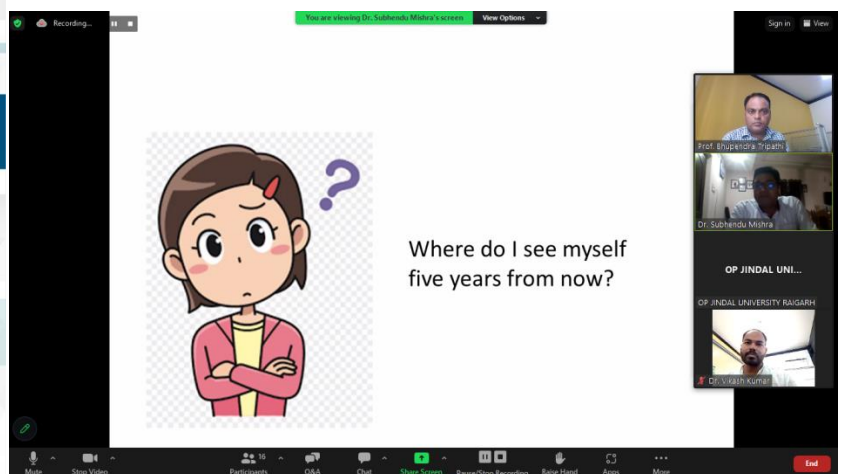 Recording...
You are viewing Dr. Subhendu Mishra's screen View Options
Sign in View
?
Where do I see myself
five years from now?
Prof. Bhupendra Tripathi
Dr. Subhendu Mishra
OP JINDAL UNI...
OP JINDAL UNIVERSITY RAIGARH
Dr. Vikash Kumar
16
Mute Stop Video Participants Q&A Chat Share Screen Pause/Stop Recording Raise Hand Apps More End